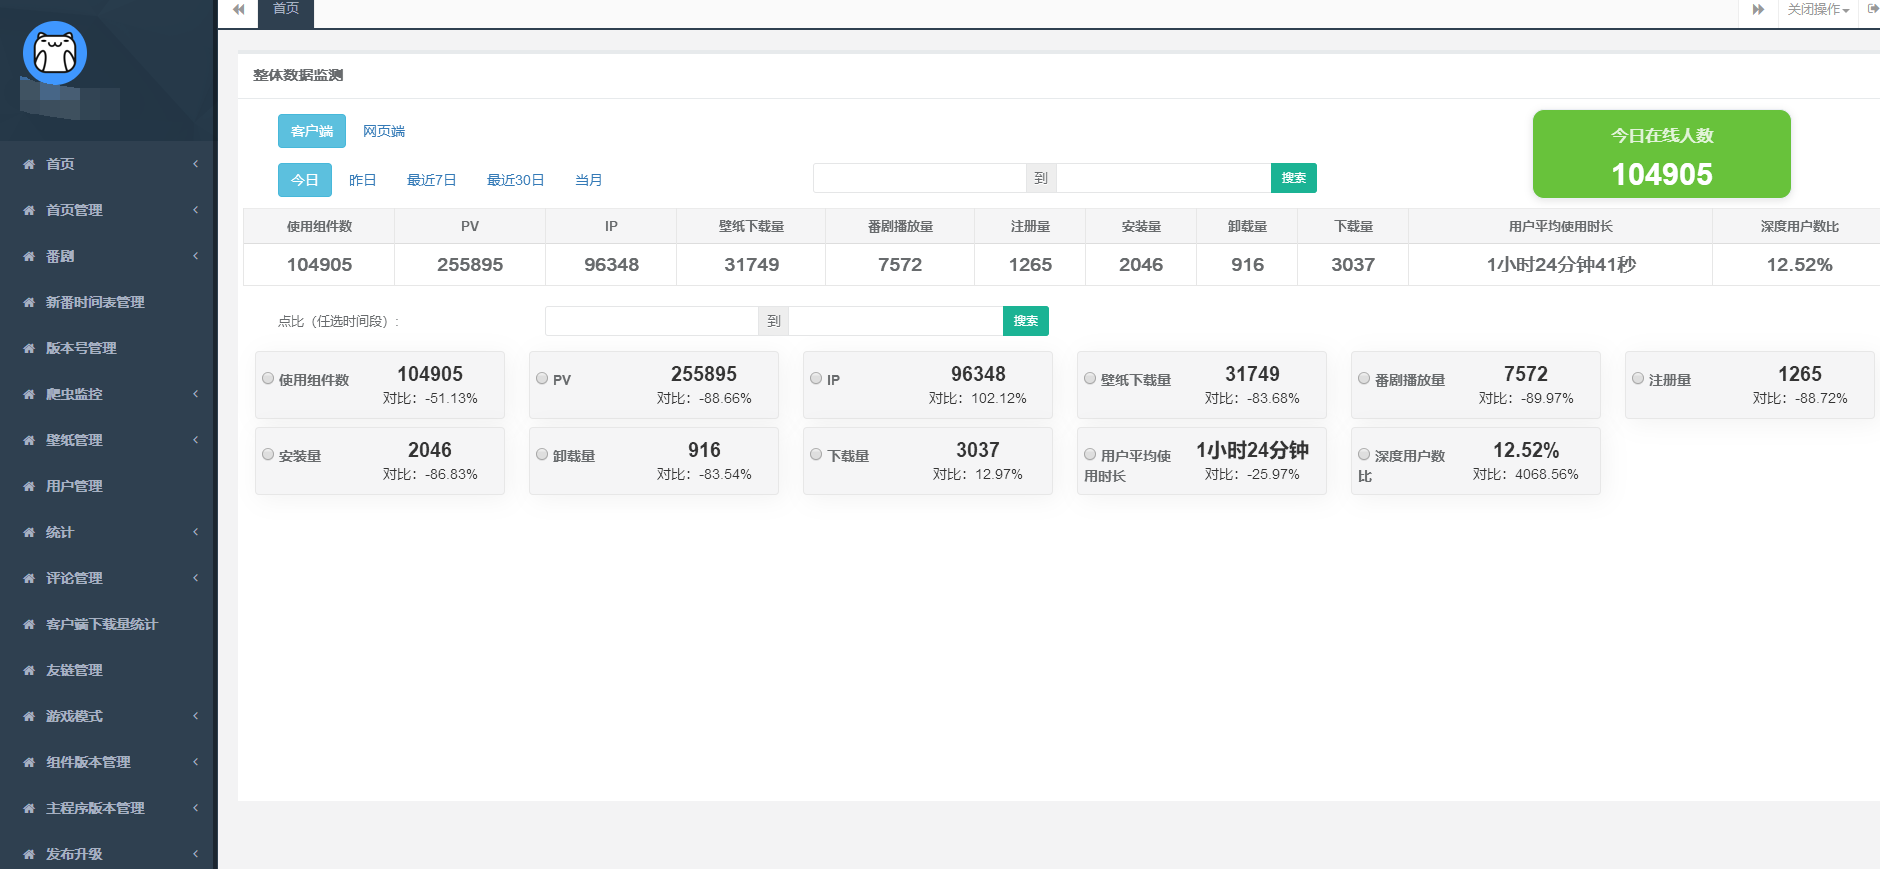 首页
关闭操作
首页
首页管理
番剧
新番时间表管理
版本号管理
爬虫监控
壁纸管理
用户管理
统计
评论管理
客户端下载量统计
友链管理
游戏模式
组件版本管理
主程序版本管理
发布升级
整体数据监测
客户端 网页端
今日在线人数
104905
今日 昨日 最近7日 最近30日 当月 到 搜索
使用组件数 PV IP 壁纸下载量 番剧播放量 注册量 安装量 卸载量 下载量 用户平均使用时长 深度用户数比
104905 255895 96348 31749 7572 1265 2046 916 3037 1小时24分钟41秒 12.52%
点比（任选时间段）: 到 搜索
使用组件数 104905
对比：-51.13%
PV 255895
对比：-88.66%
IP 96348
对比：102.12%
壁纸下载量 31749
对比：-83.68%
番剧播放量 7572
对比：-89.97%
注册量 1265
对比：-88.72%
安装量 2046
对比：-86.83%
卸载量 916
对比：-83.54%
下载量 3037
对比：12.97%
用户平均使 1小时24分钟
用时长 对比：-25.97%
深度用户数 12.52%
比 对比：4068.56%